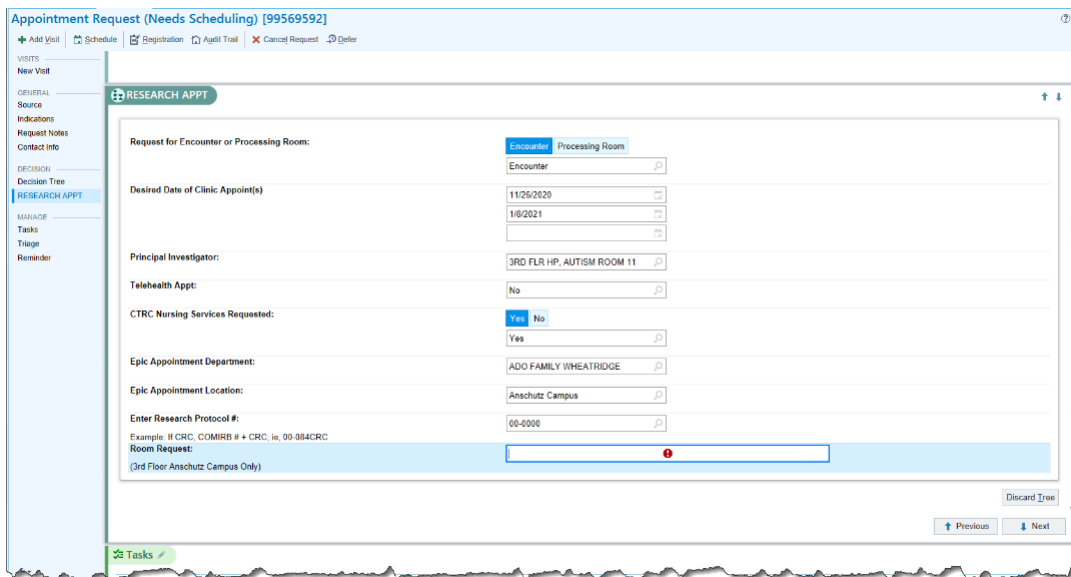 Appointment Request (Needs Scheduling) [99569592]
Add Visit Schedule Registration Audit Trail Cancel Request Defer
VISITS
New Visit
GENERAL
Source
Indications
Request Notes
Contact Info
DECISION
Decision Tree
RESEARCH APPT
MANAGE
Tasks
Triage
Reminder
RESEARCH APPT
Request for Encounter or Processing Room: Encounter Processing Room
Encounter
Desired Date of Clinic Appoint(s) 11/26/2020
1/8/2021
Principal Investigator: 3RD FLR HP, AUTISM ROOM 11
Telehealth Appt: No
CTRC Nursing Services Requested: Yes No
Yes
Epic Appointment Department: ADO FAMILY WHEATRIDGE
Epic Appointment Location: Anschutz Campus
Enter Research Protocol #: 00-0000
Example: If CRC, COMIRB # + CRC, ie, 00-084CRC
Room Request:
(3rd Floor Anschutz Campus Only)
Discard Tree
Previous Next
Tasks